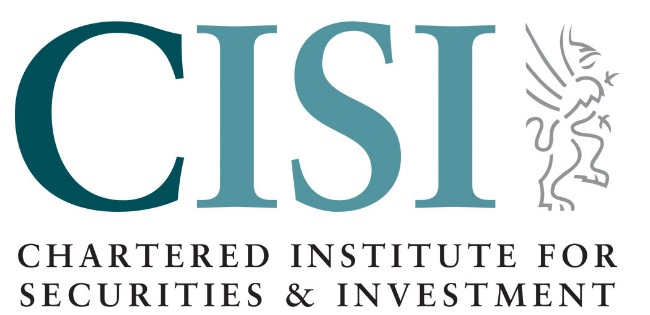 CISI
CHARTERED INSTITUTE FOR
SECURITIES & INVESTMENT